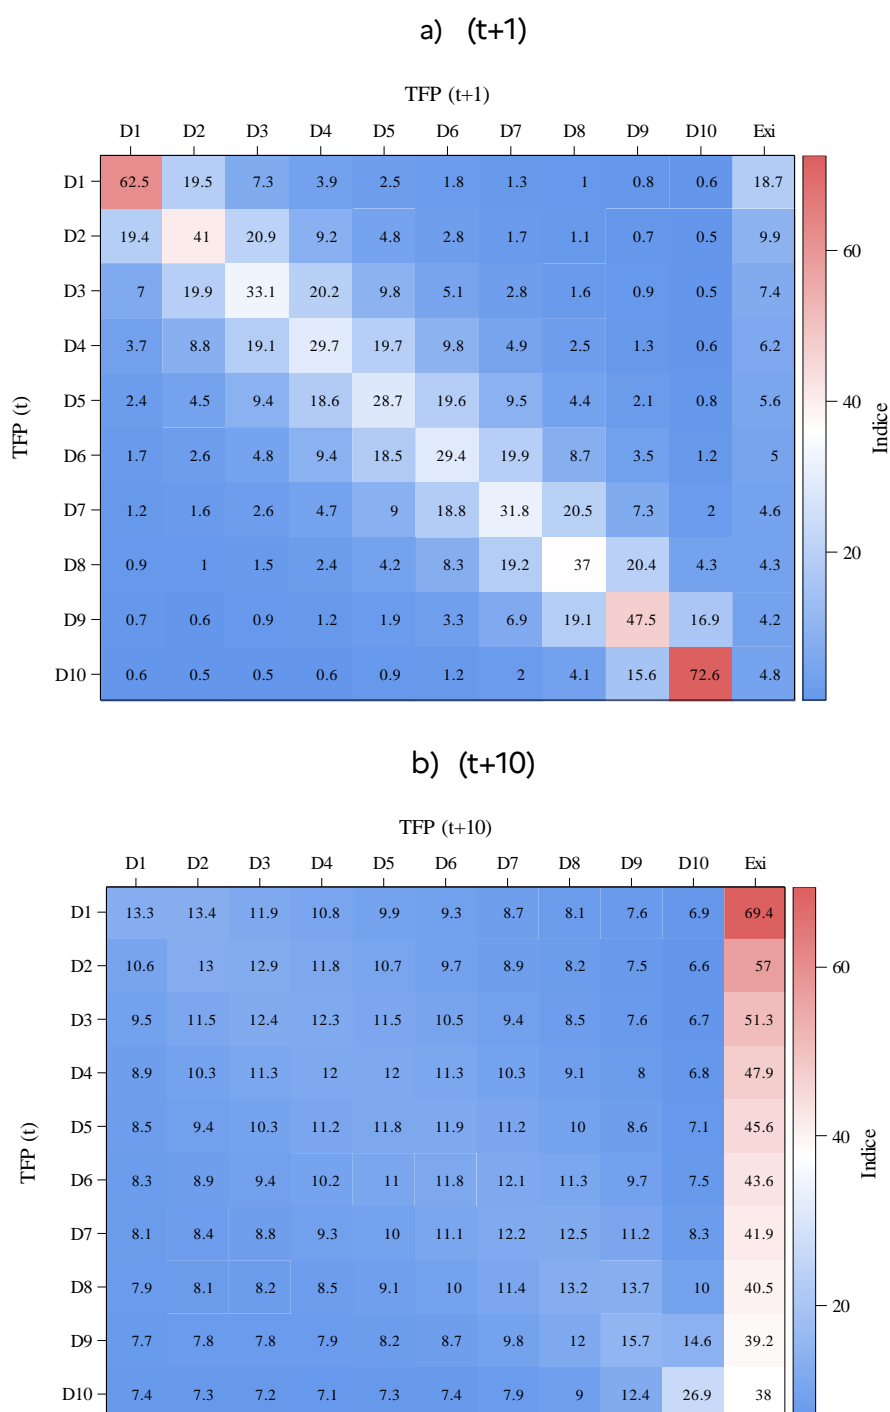 a) (t+1)
TFP (t+1)
D1 D2 D3 D4 D5 D6 D7 D8 D9 D10 Exi
D1 62.5 19.5 7.3 3.9 2.5 1.8 1.3 1 0.8 0.6 18.7
D2 19.4 41 20.9 9.2 4.8 2.8 1.7 1.1 0.7 0.5 9.9
D3 7 19.9 33.1 20.2 9.8 5.1 2.8 1.6 0.9 0.5 7.4
D4 3.7 8.8 19.1 29.7 19.7 9.8 4.9 2.5 1.3 0.6 6.2
D5 2.4 4.5 9.4 18.6 28.7 19.6 9.5 4.4 2.1 0.8 5.6
D6 1.7 2.6 4.8 9.4 18.5 29.4 19.9 8.7 3.5 1.2 5
D7 1.2 1.6 2.6 4.7 9 18.8 31.8 20.5 7.3 2 4.6
D8 0.9 1 1.5 2.4 4.2 8.3 19.2 37 20.4 4.3 4.3
D9 0.7 0.6 0.9 1.2 1.9 3.3 6.9 19.1 47.5 16.9 4.2
D10 0.6 0.5 0.5 0.6 0.9 1.2 2 4.1 15.6 72.6 4.8
TFP (t)
60
40
20
Indice
b) (t+10)
TFP (t+10)
D1 D2 D3 D4 D5 D6 D7 D8 D9 D10 Exi
D1 13.3 13.4 11.9 10.8 9.9 9.3 8.7 8.1 7.6 6.9 69.4
D2 10.6 13 12.9 11.8 10.7 9.7 8.9 8.2 7.5 6.6 57
D3 9.5 11.5 12.4 12.3 11.5 10.5 9.4 8.5 7.6 6.7 51.3
D4 8.9 10.3 11.3 12 12 11.3 10.3 9.1 8 6.8 47.9
D5 8.5 9.4 10.3 11.2 11.8 11.9 11.2 10 8.6 7.1 45.6
D6 8.3 8.9 9.4 10.2 11 11.8 12.1 11.3 9.7 7.5 43.6
D7 8.1 8.4 8.8 9.3 10 11.1 12.2 12.5 11.2 8.3 41.9
D8 7.9 8.1 8.2 8.5 9.1 10 11.4 13.2 13.7 10 40.5
D9 7.7 7.8 7.8 7.9 8.2 8.7 9.8 12 15.7 14.6 39.2
D10 7.4 7.3 7.2 7.1 7.3 7.4 7.9 9 12.4 26.9 38
TFP (t)
60
40
20
Indice